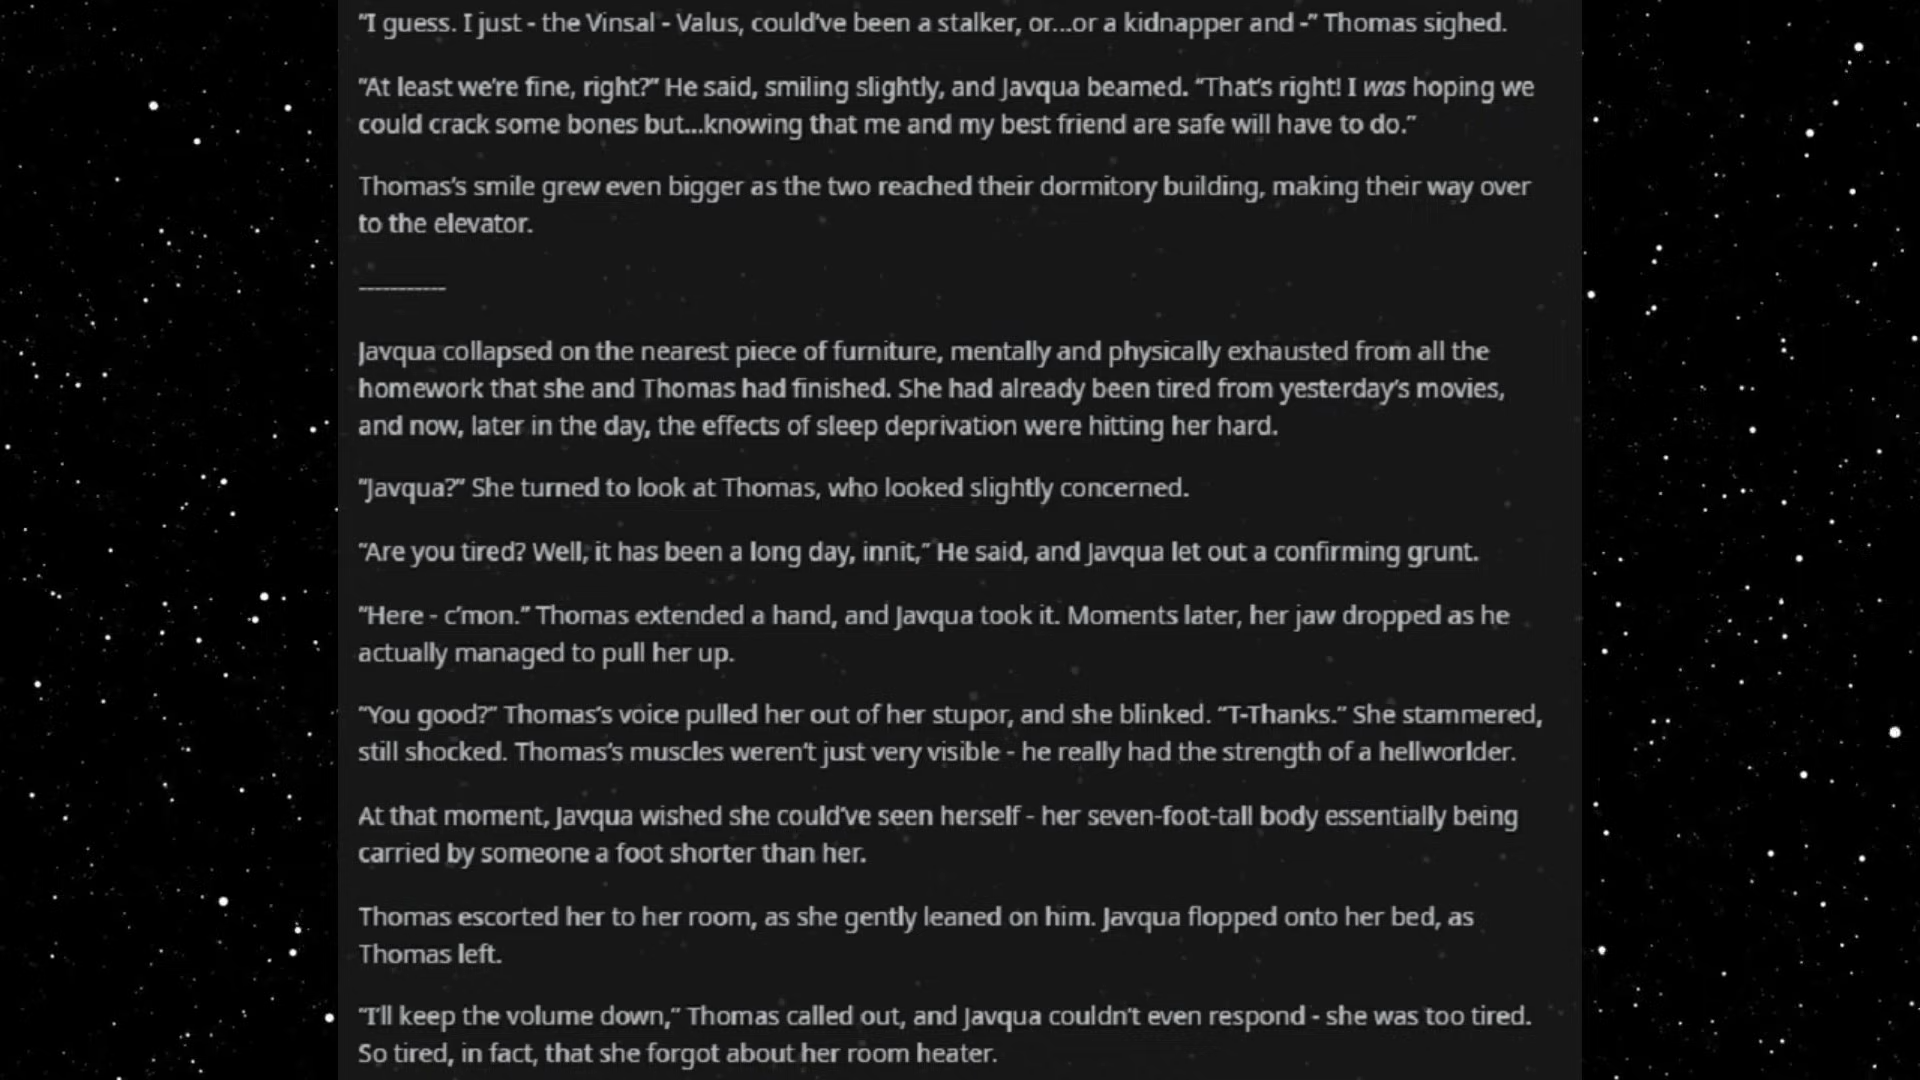 “I guess. I just - the Vinsal - Valus, could’ve been a stalker, or...or a kidnapper and -” Thomas sighed.
“At least we’re fine, right?” He said, smiling slightly, and Javqua beamed. “That’s right! I was hoping we
could crack some bones but...knowing that me and my best friend are safe will have to do.”
Thomas’s smile grew even bigger as the two reached their dormitory building, making their way over
to the elevator.
-----------
Javqua collapsed on the nearest piece of furniture, mentally and physically exhausted from all the
homework that she and Thomas had finished. She had already been tired from yesterday’s movies,
and now, later in the day, the effects of sleep deprivation were hitting her hard.
“Javqua?” She turned to look at Thomas, who looked slightly concerned.
“Are you tired? Well, it has been a long day, innit,” He said, and Javqua let out a confirming grunt.
“Here - c’mon.” Thomas extended a hand, and Javqua took it. Moments later, her jaw dropped as he
actually managed to pull her up.
“You good?” Thomas’s voice pulled her out of her stupor, and she blinked. “T-Thanks.” She stammered,
still shocked. Thomas’s muscles weren’t just very visible - he really had the strength of a hellworlder.
At that moment, Javqua wished she could’ve seen herself - her seven-foot-tall body essentially being
carried by someone a foot shorter than her.
Thomas escorted her to her room, as she gently leaned on him. Javqua flopped onto her bed, as
Thomas left.
“I’ll keep the volume down,” Thomas called out, and Javqua couldn’t even respond - she was too tired.
So tired, in fact, that she forgot about her room heater.